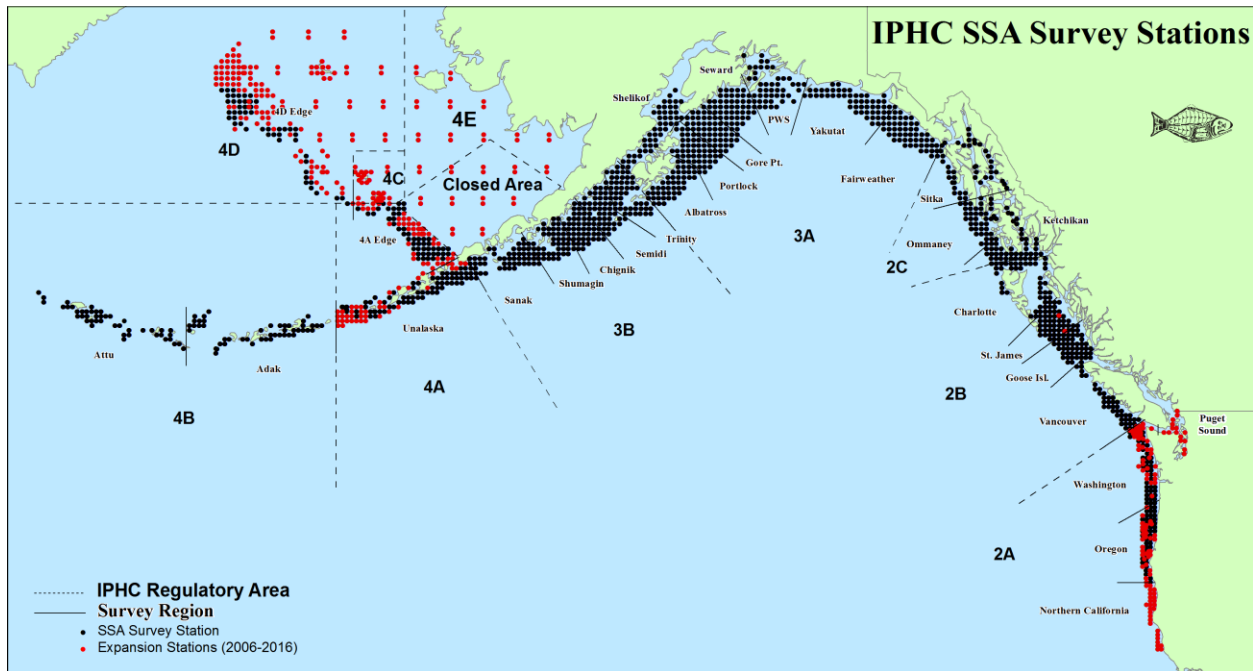 IPHC SSA Survey Stations
Seward
Shelikof
4D Edge
4E
PWS
Yakutat
4D
Gore Pt.
4C
Closed Area
Fairweather
Portlock
Sitka
Albatross
Ketchikan
4A Edge
Trinity
3A
Ommaney
Semidi
2C
Chignik
Shumagin
Sanak
Charlotte
Unalaska
3B
St. James
Attu
Adak
Goose Isl.
4A
2B
4B
Vancouver
Puget
Sound
Washington
2A
Oregon
IPHC Regulatory Area
Survey Region
Northern California
SSA Survey Station
Expansion Stations (2006-2016)